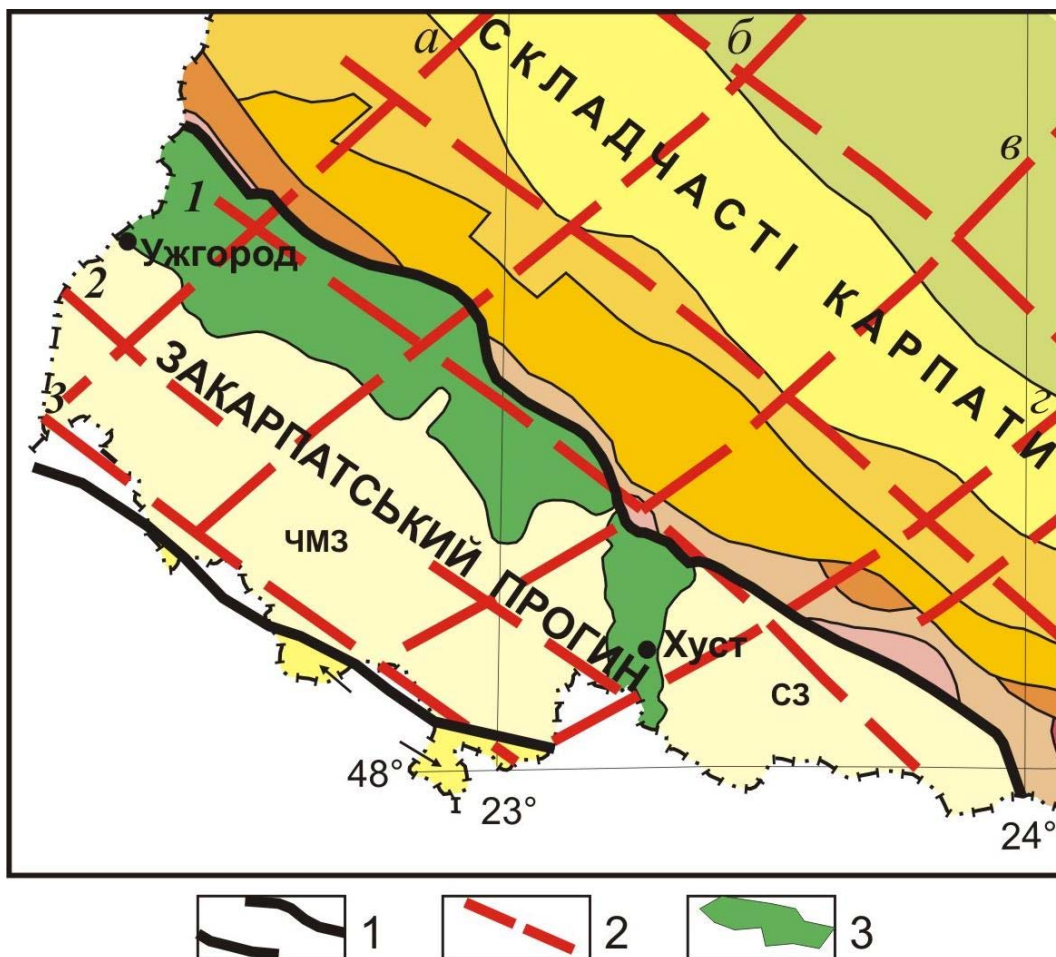 а
б
в
г
СКЛАДЧАСТІ КАРПАТИ
1
Ужгород
2
3
ЗАКАРПАТСЬКИЙ ПРОГИН
ЧМЗ
Хуст
СЗ
48°
23°
24°
1
2
3